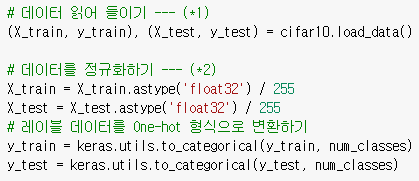 # 데이터 읽어 들이기 --- (*1)
(X_train, y_train), (X_test, y_test) = cifar10.load_data()
# 데이터를 정규화하기 --- (*2)
X_train = X_train.astype('float32') / 255
X_test = X_test.astype('float32') / 255
# 레이블 데이터를 One-hot 형식으로 변환하기
y_train = keras.utils.to_categorical(y_train, num_classes)
y_test = keras.utils.to_categorical(y_test, num_classes)